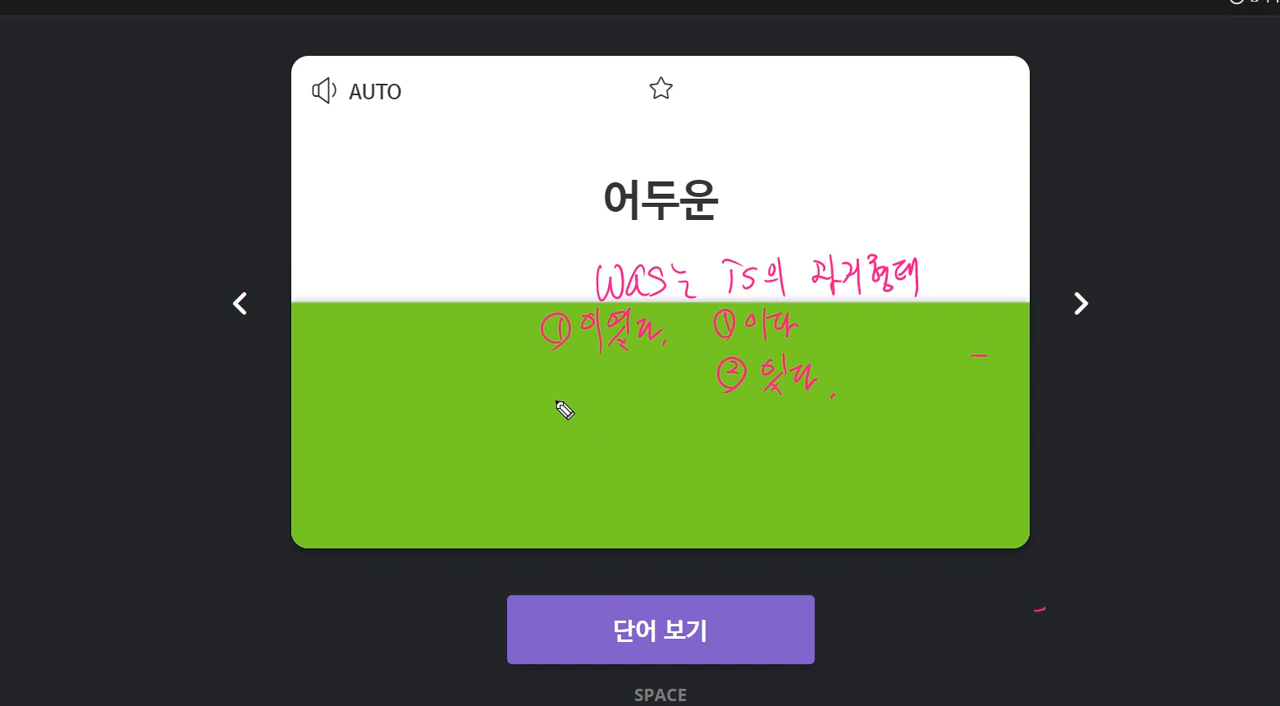 AUTO
어두운
was는 is의 과거형태
① 이었다. ① 이다
② 있다.
단어 보기
SPACE